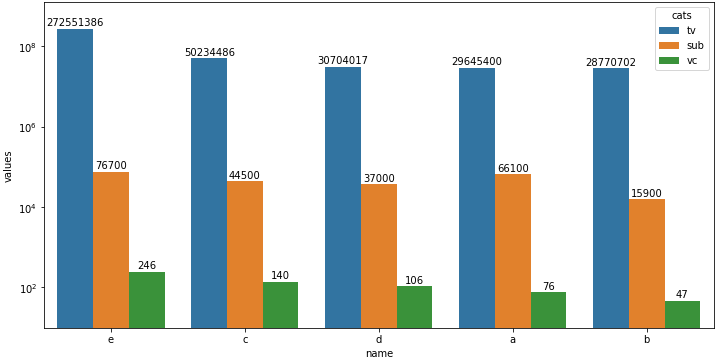 272551386
50234486
30704017
29645400
28770702
cats
tv
sub
vc
10^8
10^6
10^4
10^2
values
76700
44500
37000
66100
15900
246
140
106
76
47
e
c
d
a
b
name